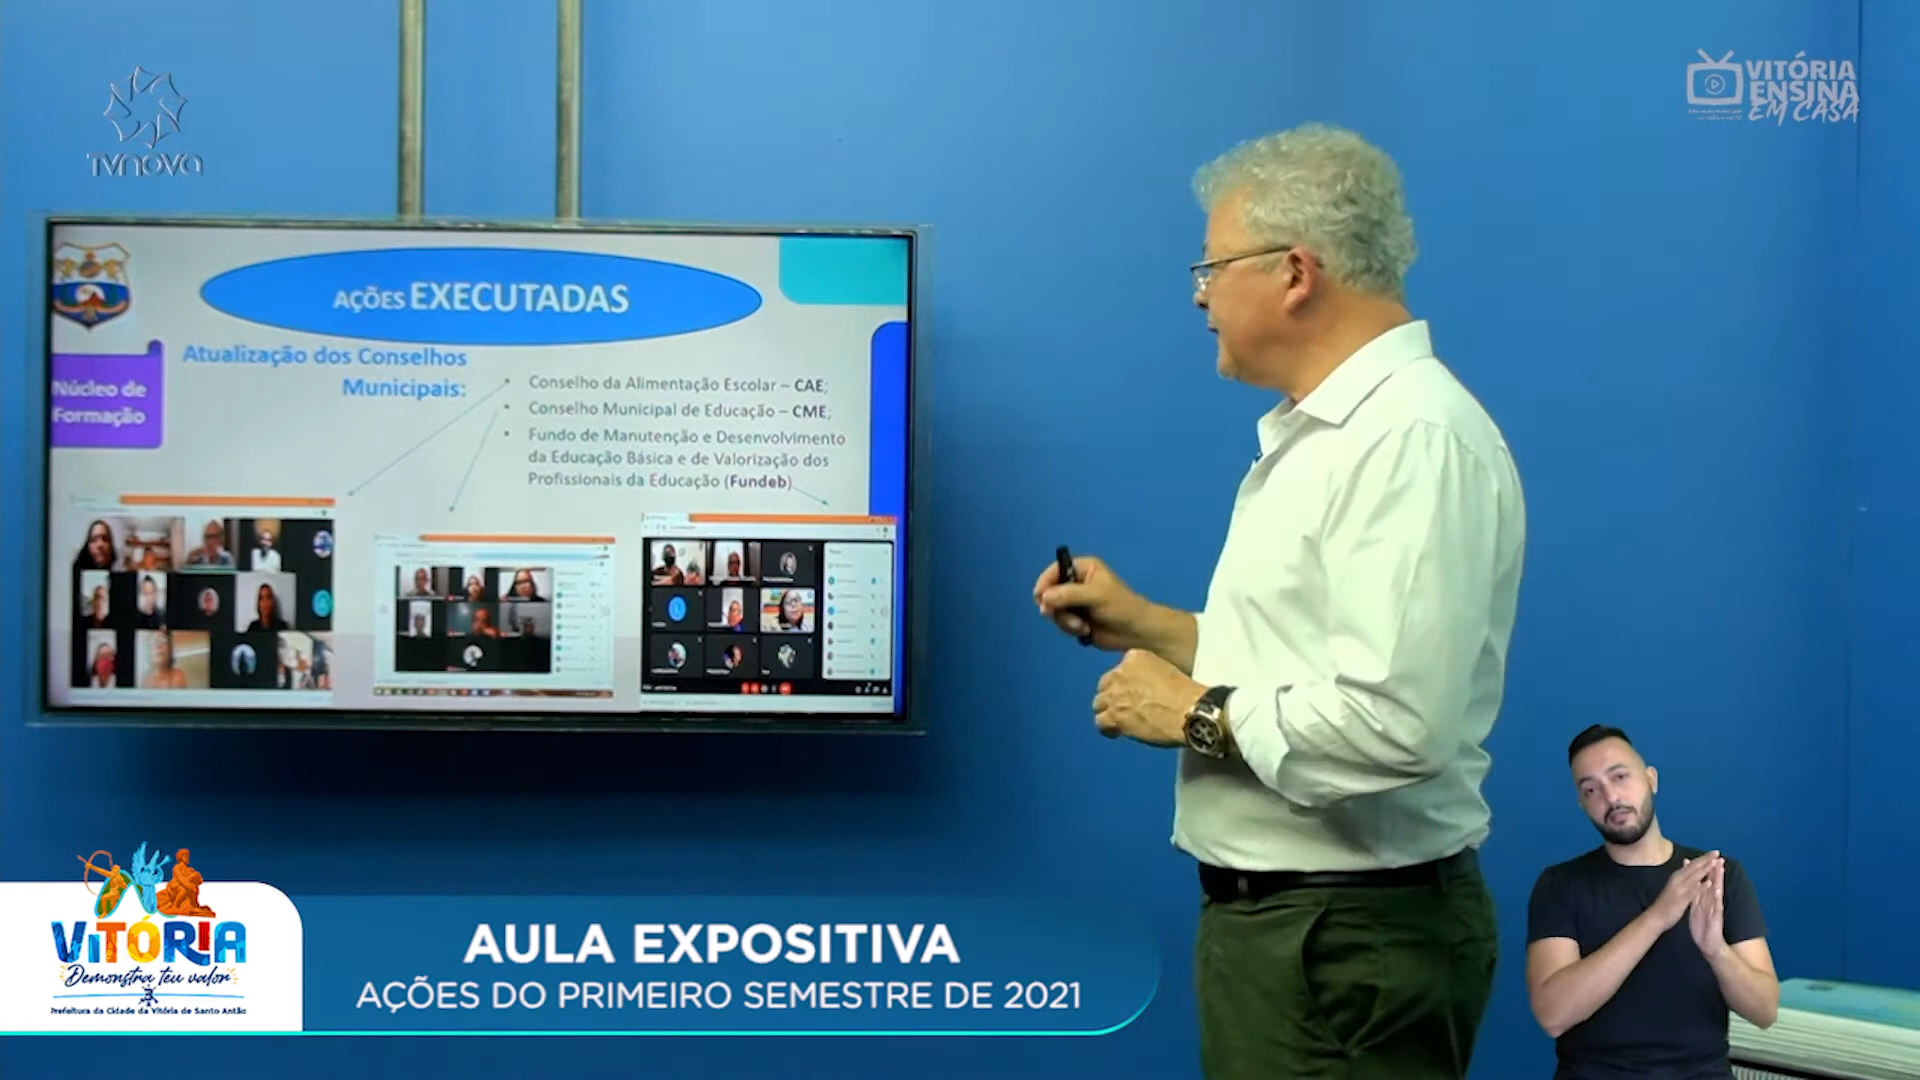 TVNOVA
VITÓRIA
ENSINA
EM CASA
AÇÕES EXECUTADAS
Núcleo de
Formação
Atualização dos Conselhos
Municipais:
• Conselho da Alimentação Escolar – CAE;
• Conselho Municipal de Educação – CME;
• Fundo de Manutenção e Desenvolvimento
da Educação Básica e de Valorização dos
Profissionais da Educação (Fundeb)
VITÓRIA
Demonstra teu valor
Prefeitura da Cidade da Vitória de Santo Antão
AULA EXPOSITIVA
AÇÕES DO PRIMEIRO SEMESTRE DE 2021